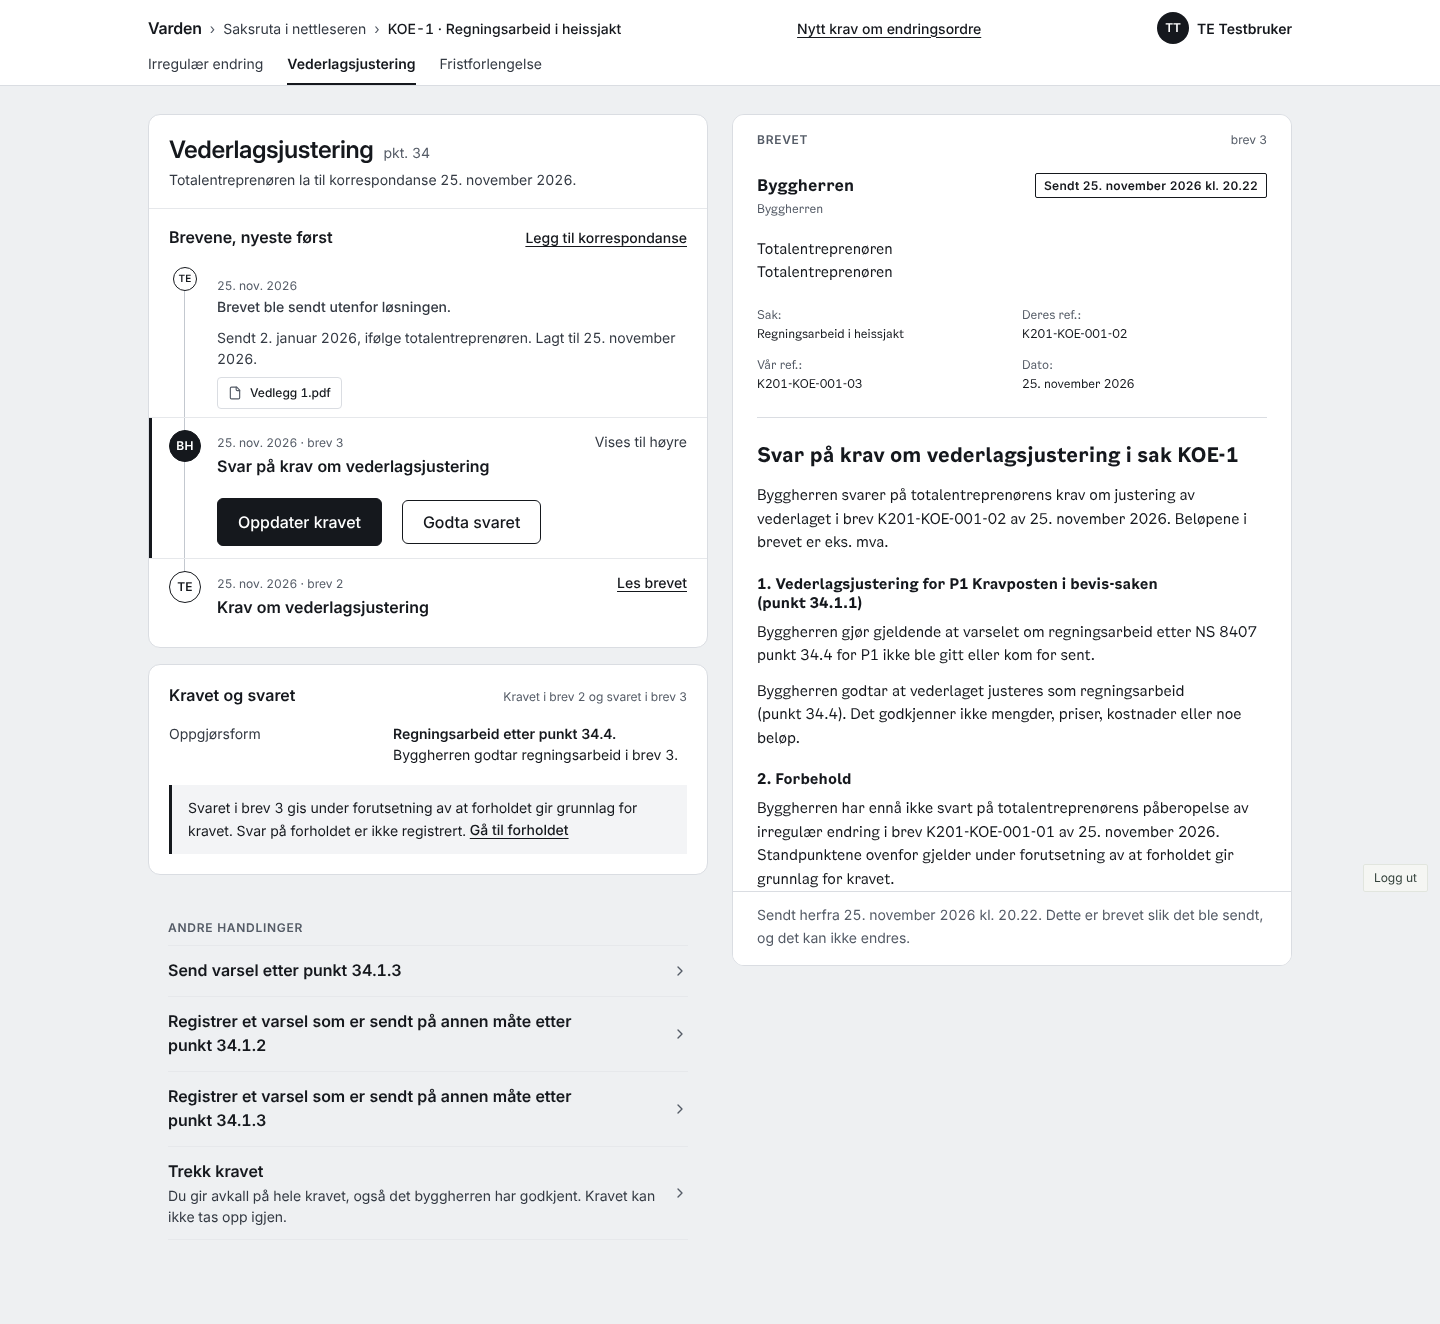 Varden › Saksruta i nettleseren › KOE-1 · Regningsarbeid i heissjakt
Nytt krav om endringsordre
TT TE Testbruker
Irregulær endring Vederlagsjustering Fristforlengelse
Vederlagsjustering pkt. 34
Totalentreprenøren la til korrespondanse 25. november 2026.
Brevene, nyeste først Legg til korrespondanse
TE
25. nov. 2026
Brevet ble sendt utenfor løsningen.
Sendt 2. januar 2026, ifølge totalentreprenøren. Lagt til 25. november
2026.
Vedlegg 1.pdf
BH 25. nov. 2026 · brev 3 Vises til høyre
Svar på krav om vederlagsjustering
Oppdater kravet Godta svaret
TE 25. nov. 2026 · brev 2 Les brevet
Krav om vederlagsjustering
Kravet og svaret Kravet i brev 2 og svaret i brev 3
Oppgjørsform Regningsarbeid etter punkt 34.4.
Byggherren godtar regningsarbeid i brev 3.
Svaret i brev 3 gis under forutsetning av at forholdet gir grunnlag for
kravet. Svar på forholdet er ikke registrert. Gå til forholdet
ANDRE HANDLINGER
Send varsel etter punkt 34.1.3
Registrer et varsel som er sendt på annen måte etter
punkt 34.1.2
Registrer et varsel som er sendt på annen måte etter
punkt 34.1.3
Trekk kravet
Du gir avkall på hele kravet, også det byggherren har godkjent. Kravet kan
ikke tas opp igjen.
BREVET brev 3
Byggherren Sendt 25. november 2026 kl. 20.22
Byggherren
Totalentreprenøren
Totalentreprenøren
Sak: Deres ref.:
Regningsarbeid i heissjakt K201-KOE-001-02
Vår ref.: Dato:
K201-KOE-001-03 25. november 2026
Svar på krav om vederlagsjustering i sak KOE-1
Byggherren svarer på totalentreprenørens krav om justering av
vederlaget i brev K201-KOE-001-02 av 25. november 2026. Beløpene i
brevet er eks. mva.
1. Vederlagsjustering for P1 Kravposten i bevis-saken
(punkt 34.1.1)
Byggherren gjør gjeldende at varselet om regningsarbeid etter NS 8407
punkt 34.4 for P1 ikke ble gitt eller kom for sent.
Byggherren godtar at vederlaget justeres som regningsarbeid
(punkt 34.4). Det godkjenner ikke mengder, priser, kostnader eller noe
beløp.
2. Forbehold
Byggherren har ennå ikke svart på totalentreprenørens påberopelse av
irregulær endring i brev K201-KOE-001-01 av 25. november 2026.
Standpunktene ovenfor gjelder under forutsetning av at forholdet gir
grunnlag for kravet.
Sendt herfra 25. november 2026 kl. 20.22. Dette er brevet slik det ble sendt,
og det kan ikke endres.
Logg ut